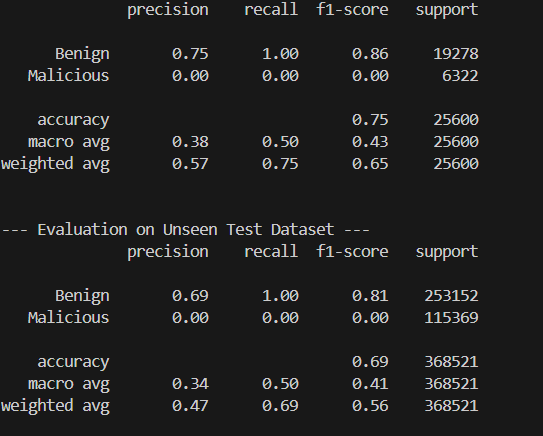 precision recall f1-score support
Benign 0.75 1.00 0.86 19278
Malicious 0.00 0.00 0.00 6322
accuracy 0.75 25600
macro avg 0.38 0.50 0.43 25600
weighted avg 0.57 0.75 0.65 25600
--- Evaluation on Unseen Test Dataset ---
precision recall f1-score support
Benign 0.69 1.00 0.81 253152
Malicious 0.00 0.00 0.00 115369
accuracy 0.69 368521
macro avg 0.34 0.50 0.41 368521
weighted avg 0.47 0.69 0.56 368521